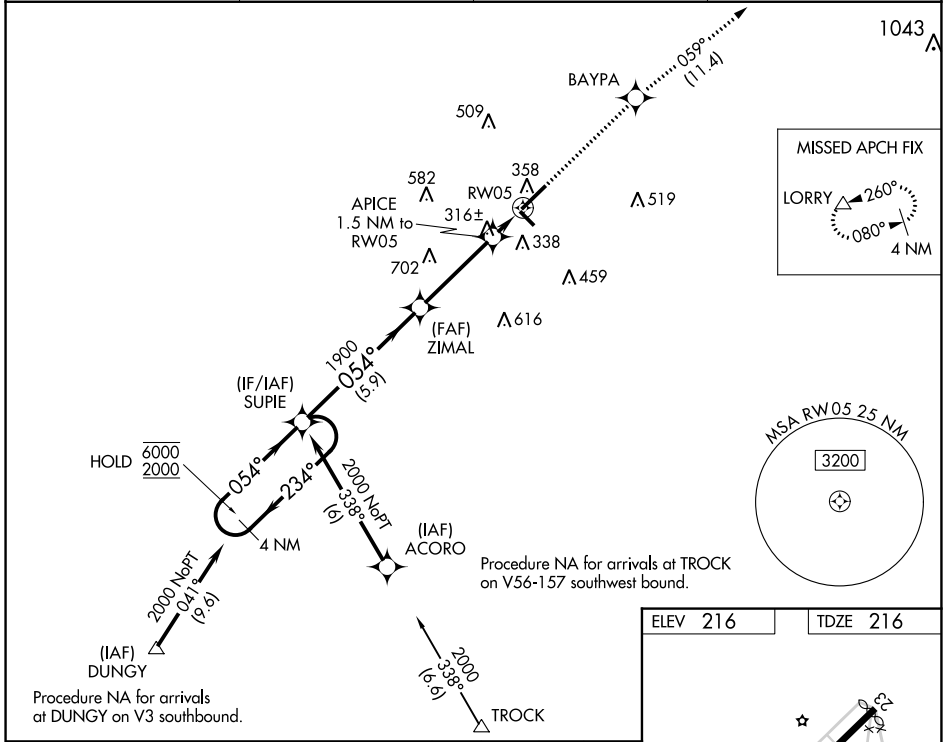 1043
059°
(11.4)
BAYPA
509
MISSED APCH FIX
LORRY
260°
080°
4 NM
582
358
RW05
519
APICE
1.5 NM to
RW05
316±
338
702
459
616
(FAF)
ZIMAL
1900
054°
(5.9)
(IF/IAF)
SUPIE
MSA RW05 25 NM
3200
HOLD
6000
2000
054°
234°
4 NM
2000 NoPT
338°
(6)
(IAF)
ACORO
Procedure NA for arrivals at TROCK
on V56-157 southwest bound.
2000 NoPT
041°
(9.6)
(IAF)
DUNGY
Procedure NA for arrivals
at DUNGY on V3 southbound.
2000
338°
(6.6)
TROCK
ELEV 216
TDZE 216
23